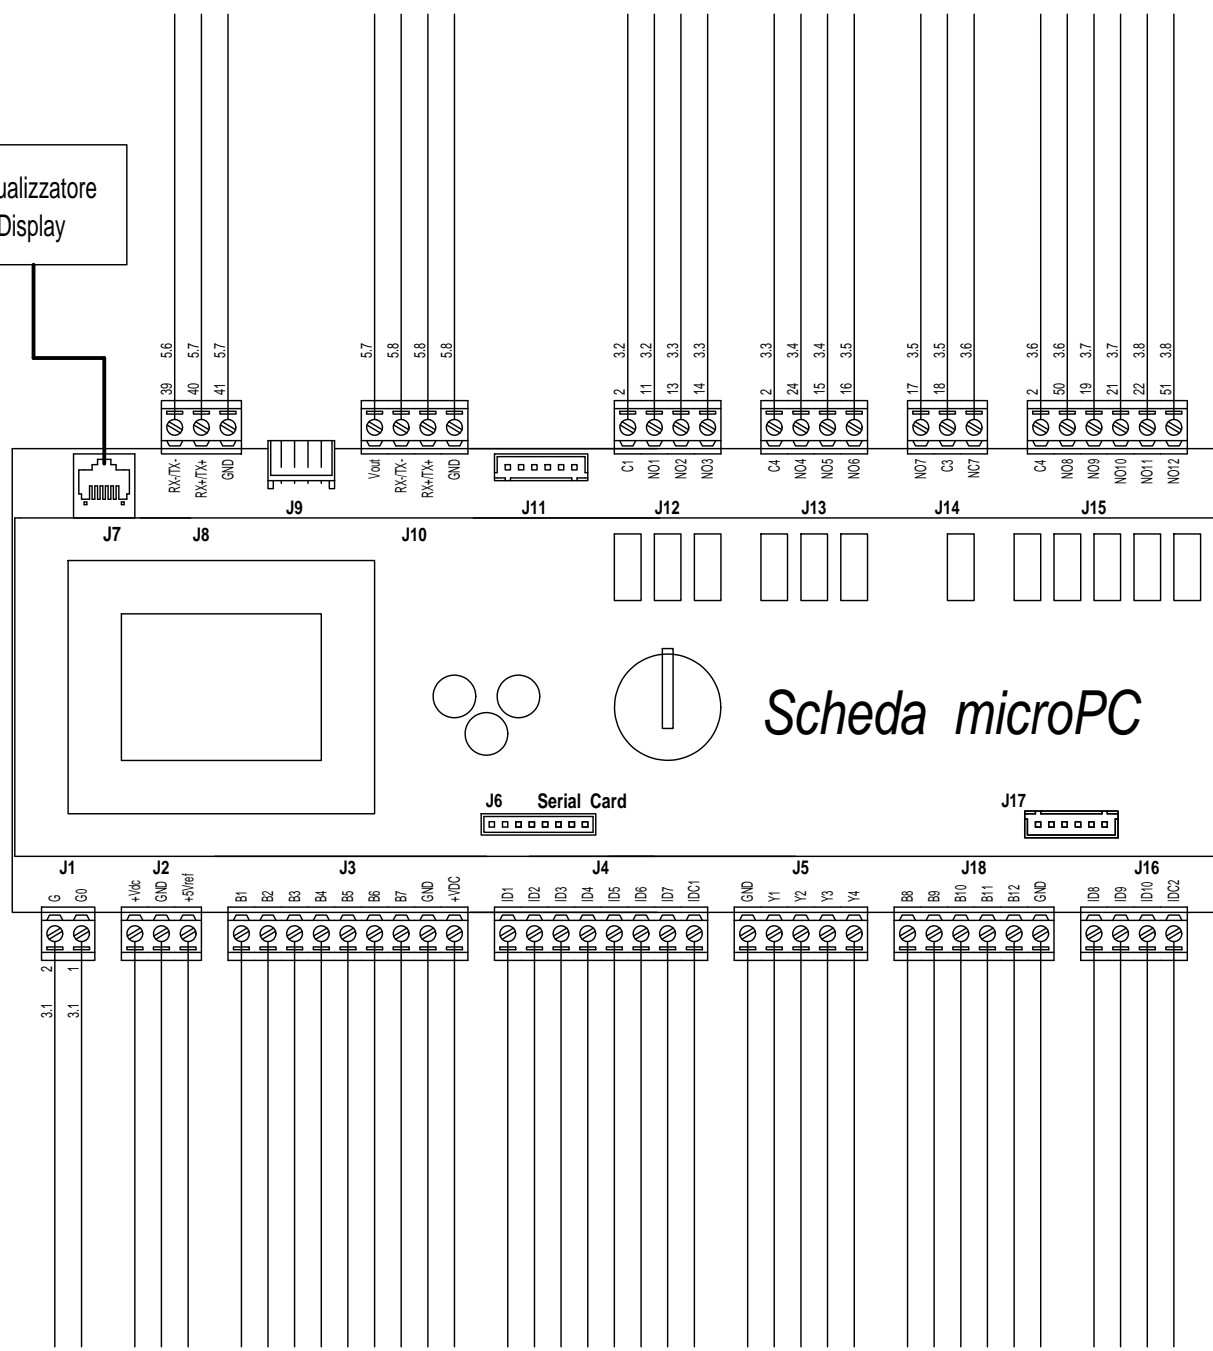 ualizzatore
Display
5.6 5.7 5.7 5.7 5.8 5.8 5.8 3.2 3.2 3.3 3.3 3.3 3.4 3.4 3.5 3.5 3.5 3.6 3.6 3.6 3.7 3.7 3.8 3.8
39 40 41 2 11 13 14 2 24 15 16 17 18 2 50 19 21 22 51
RX-/TX- RX+/TX+ GND Vout RX-/TX- RX+/TX+ GND C1 NO1 NO2 NO3 C4 NO4 NO5 NO6 NO7 C3 NC7 C4 NO8 NO9 NO10 NO11 NO12
J9 J11 J12 J13 J14 J15
J7 J8 J10
Scheda microPC
J6 Serial Card J17
J1 J2 J3 J4 J5 J18 J16
G G0 +Vdc GND +5Vref B1 B2 B3 B4 B5 B6 B7 GND +VDC ID1 ID2 ID3 ID4 ID5 ID6 ID7 IDC1 GND Y1 Y2 Y3 Y4 B8 B9 B10 B11 B12 GND ID8 ID9 ID10 IDC2
2 1
3.1 3.1